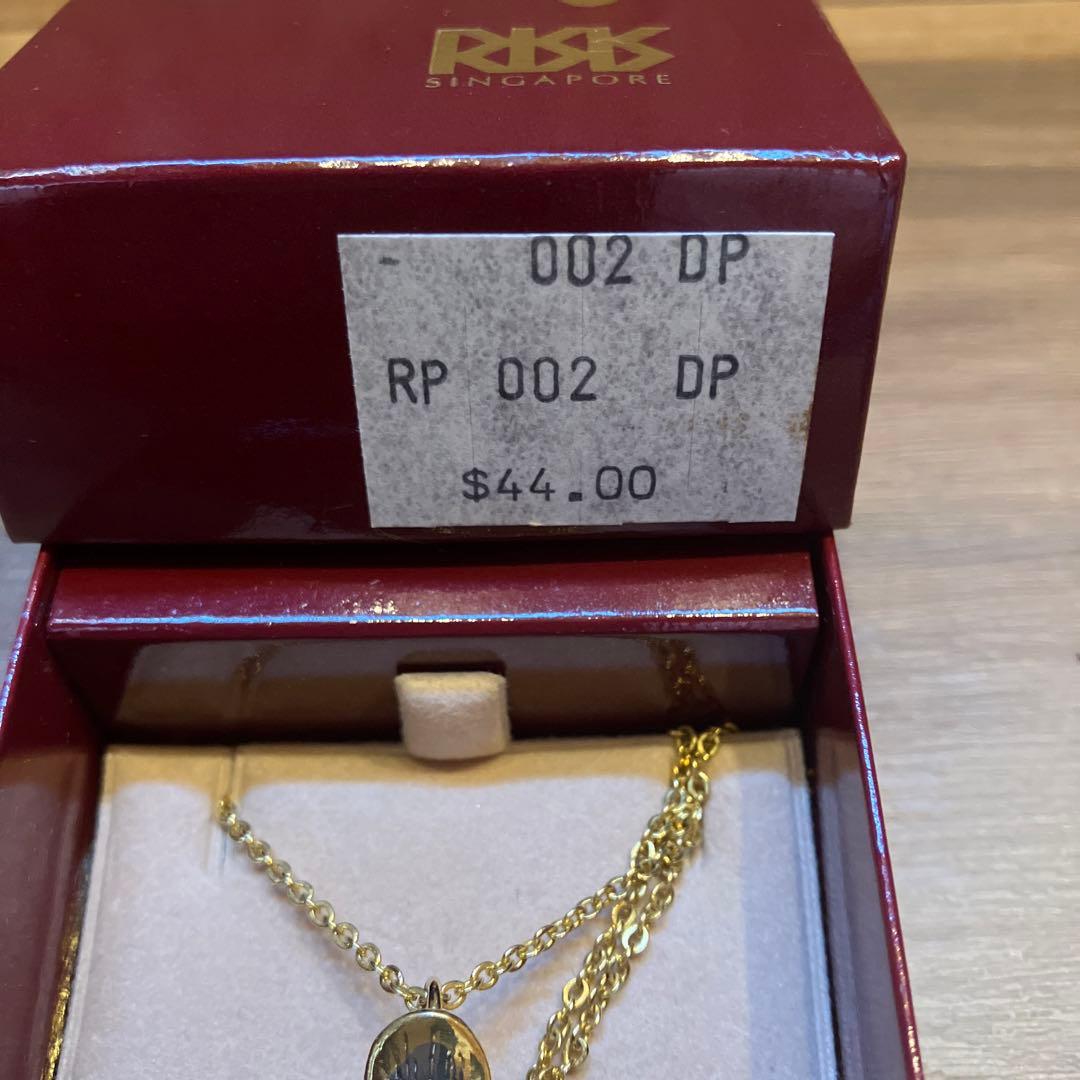 RISIS
SINGAPORE
- 002 DP
RP 002 DP
$44.00